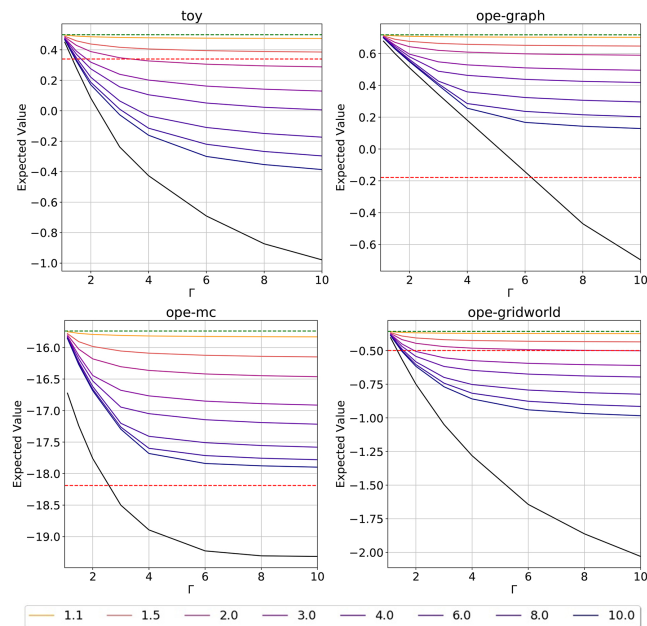 toy
Expected Value
0.4
0.2
0.0
−0.2
−0.4
−0.6
−0.8
−1.0
2 4 6 8 10
Γ
ope-graph
Expected Value
0.6
0.4
0.2
0.0
−0.2
−0.4
−0.6
2 4 6 8 10
Γ
ope-mc
Expected Value
−16.0
−16.5
−17.0
−17.5
−18.0
−18.5
−19.0
2 4 6 8 10
Γ
ope-gridworld
Expected Value
−0.50
−0.75
−1.00
−1.25
−1.50
−1.75
−2.00
2 4 6 8 10
Γ
1.1 1.5 2.0 3.0 4.0 6.0 8.0 10.0